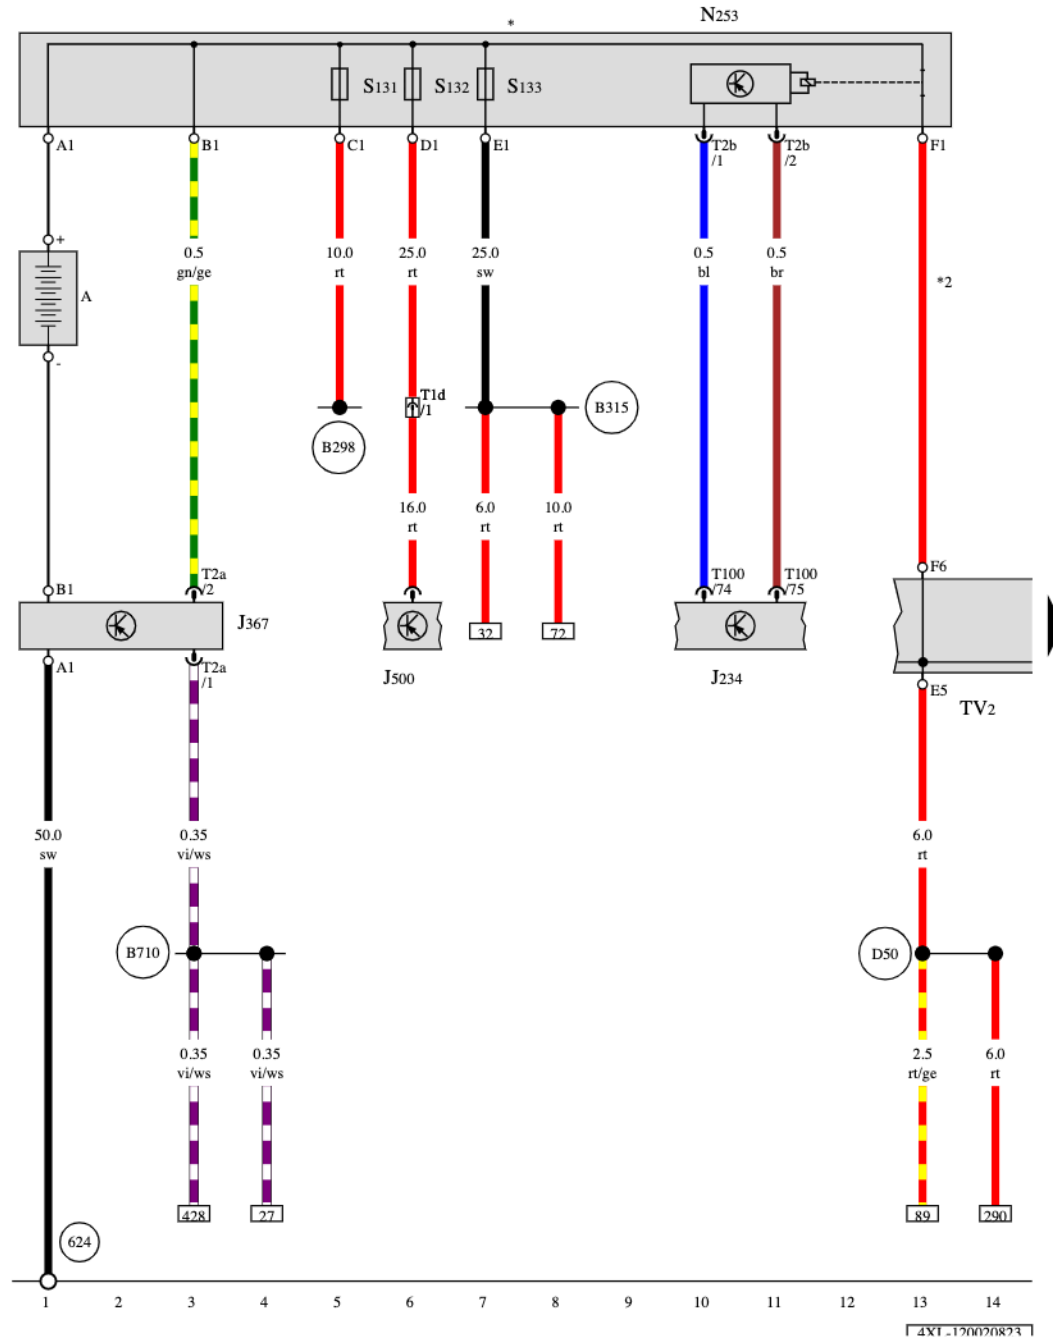 N253
*
S131 S132 S133
A1 B1 C1 D1 E1 T2b T2b F1
/1 /2
+
0.5 10.0 25.0 25.0 0.5 0.5
gn/ge rt rt sw bl br
*2
A
-
T1d
/1
B315
B298
16.0 6.0 10.0
rt rt rt
F6
T2a T100 T100
B1 /2 /74 /75
J367
32 72
A1 T2a
/1
J500 J234
E5
TV2
50.0 0.35 6.0
sw vi/ws rt
B710 D50
0.35 0.35 2.5 6.0
vi/ws vi/ws rt/ge rt
428 27 89 290
624
1 2 3 4 5 6 7 8 9 10 11 12 13 14
4XL-120020823